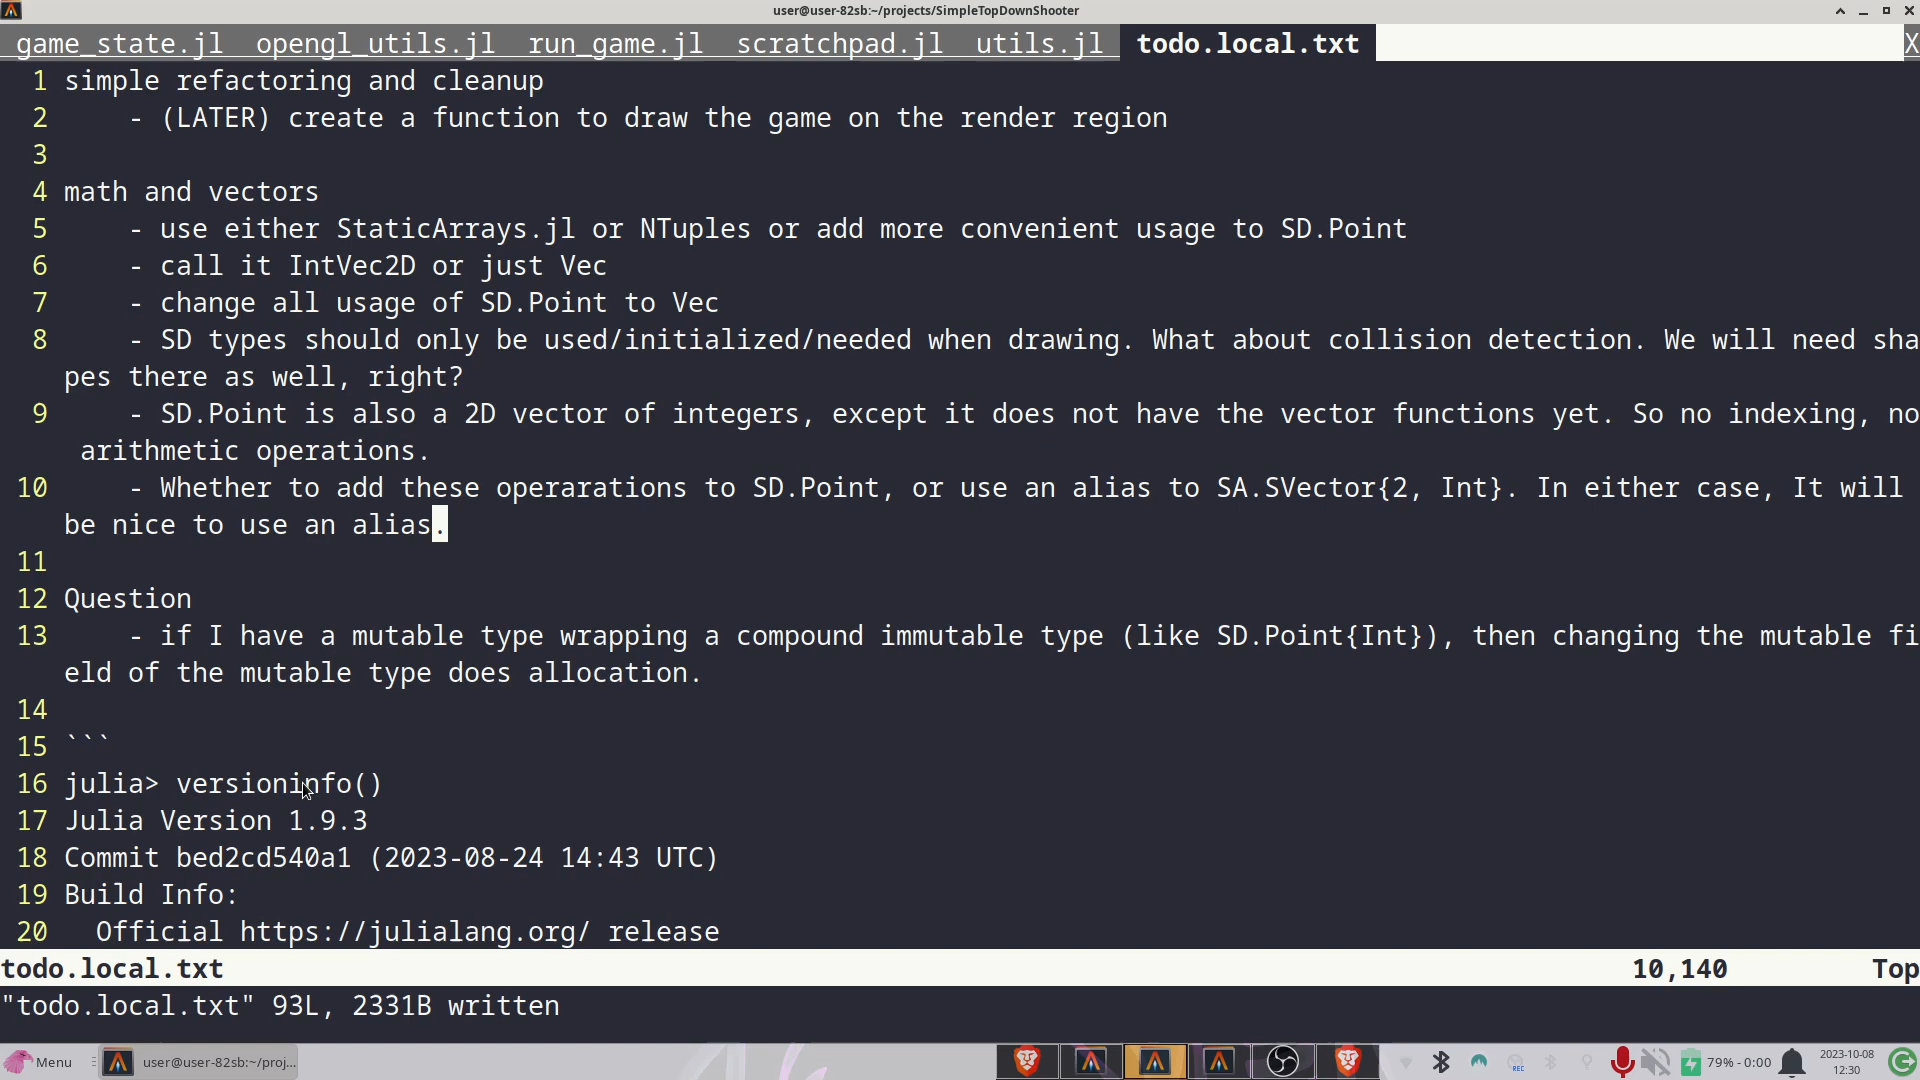 user@user-82sb:~/projects/SimpleTopDownShooter
game_state.jl opengl_utils.jl run_game.jl scratchpad.jl utils.jl todo.local.txt X
1 simple refactoring and cleanup
2     - (LATER) create a function to draw the game on the render region
3
4 math and vectors
5     - use either StaticArrays.jl or NTuples or add more convenient usage to SD.Point
6     - call it IntVec2D or just Vec
7     - change all usage of SD.Point to Vec
8     - SD types should only be used/initialized/needed when drawing. What about collision detection. We will need sha
pes there as well, right?
9     - SD.Point is also a 2D vector of integers, except it does not have the vector functions yet. So no indexing, no
 arithmetic operations.
10     - Whether to add these operarations to SD.Point, or use an alias to SA.SVector{2, Int}. In either case, It will
be nice to use an alias.
11
12 Question
13     - if I have a mutable type wrapping a compound immutable type (like SD.Point{Int}), then changing the mutable fi
eld of the mutable type does allocation.
14
15 ```
16 julia> versioninfo()
17 Julia Version 1.9.3
18 Commit bed2cd540a1 (2023-08-24 14:43 UTC)
19 Build Info:
20   Official https://julialang.org/ release
todo.local.txt 10,140 Top
"todo.local.txt" 93L, 2331B written
Menu user@user-82sb:~/proj... REC 79% - 0:00 2023-10-08
12:30